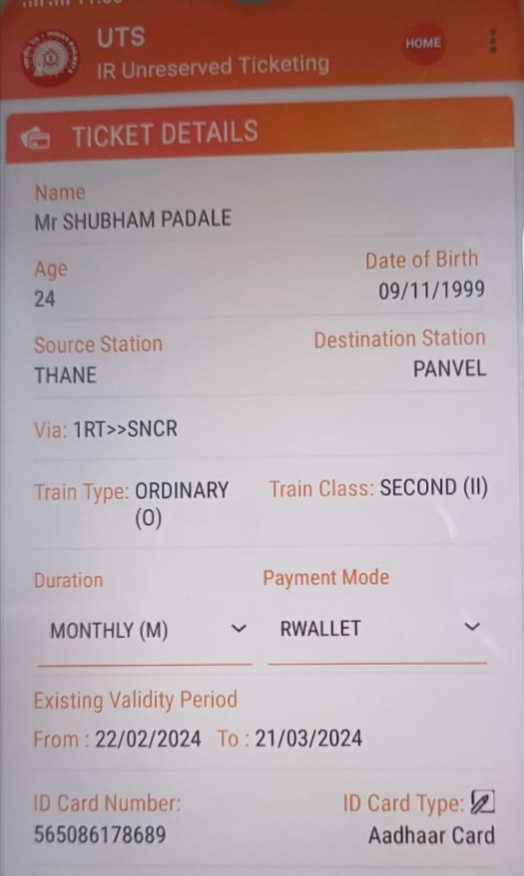 UTS
HOME
IR Unreserved Ticketing
TICKET DETAILS
Name
Mr SHUBHAM PADALE
Age
Date of Birth
24
09/11/1999
Source Station
Destination Station
THANE
PANVEL
Via: 1RT>>SNCR
Train Type: ORDINARY (O)
Train Class: SECOND (II)
Duration
Payment Mode
MONTHLY (M)
RWALLET
Existing Validity Period
From : 22/02/2024 To : 21/03/2024
ID Card Number:
ID Card Type:
565086178689
Aadhaar Card